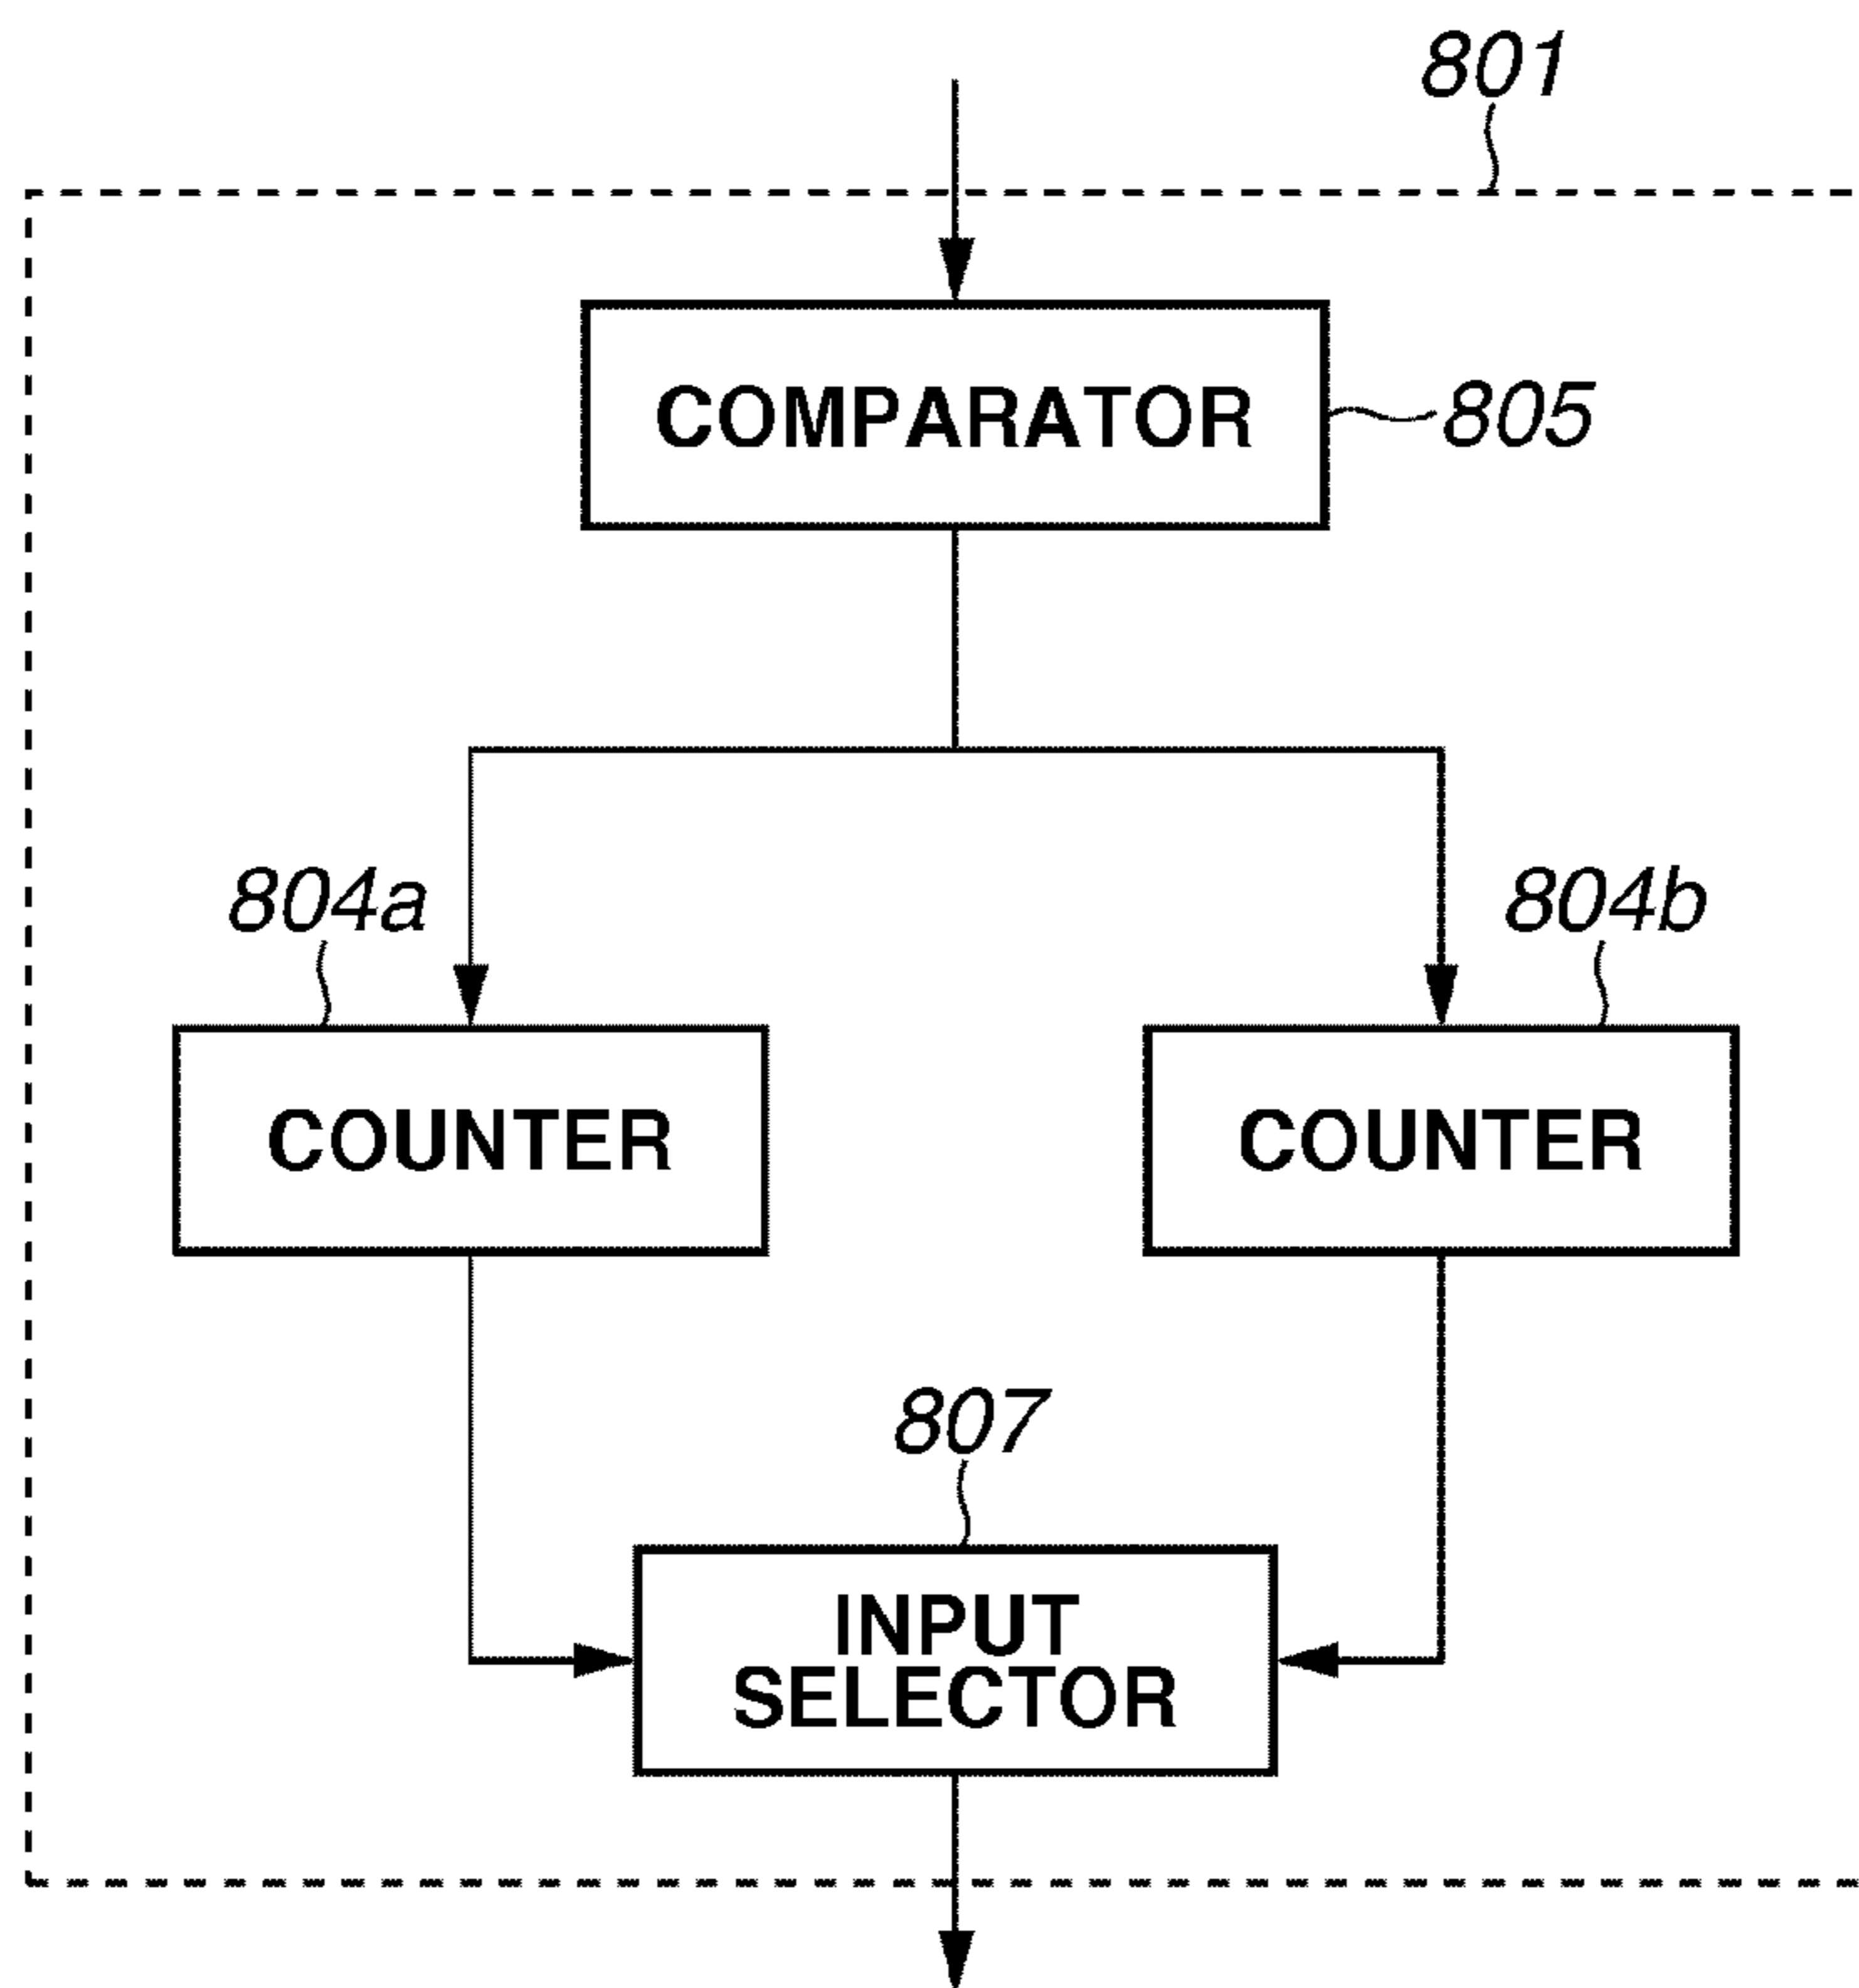 801
COMPARATOR
805
804a
804b
COUNTER
COUNTER
807
INPUT
SELECTOR